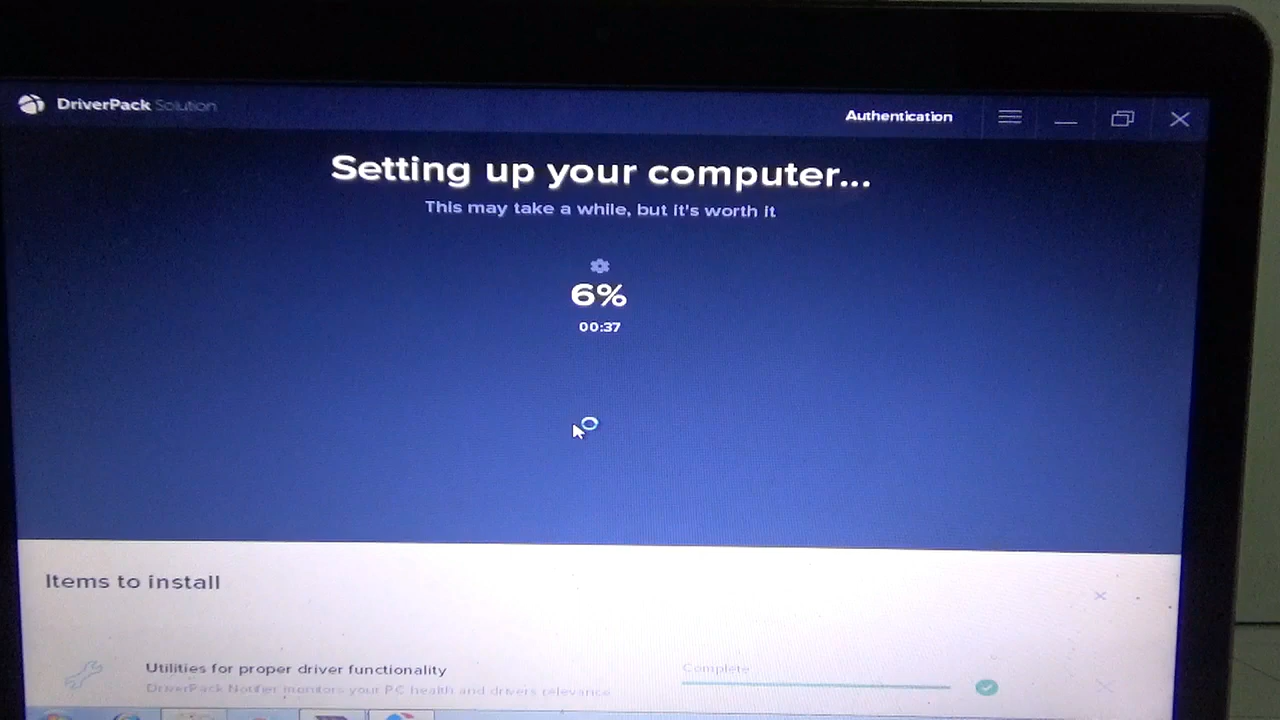 DriverPack Solution
Authentication
Setting up your computer...
This may take a while, but it's worth it
6%
00:37
Items to install
Utilities for proper driver functionality
Complete
DriverPack Notifier monitors your PC health and drivers relevance